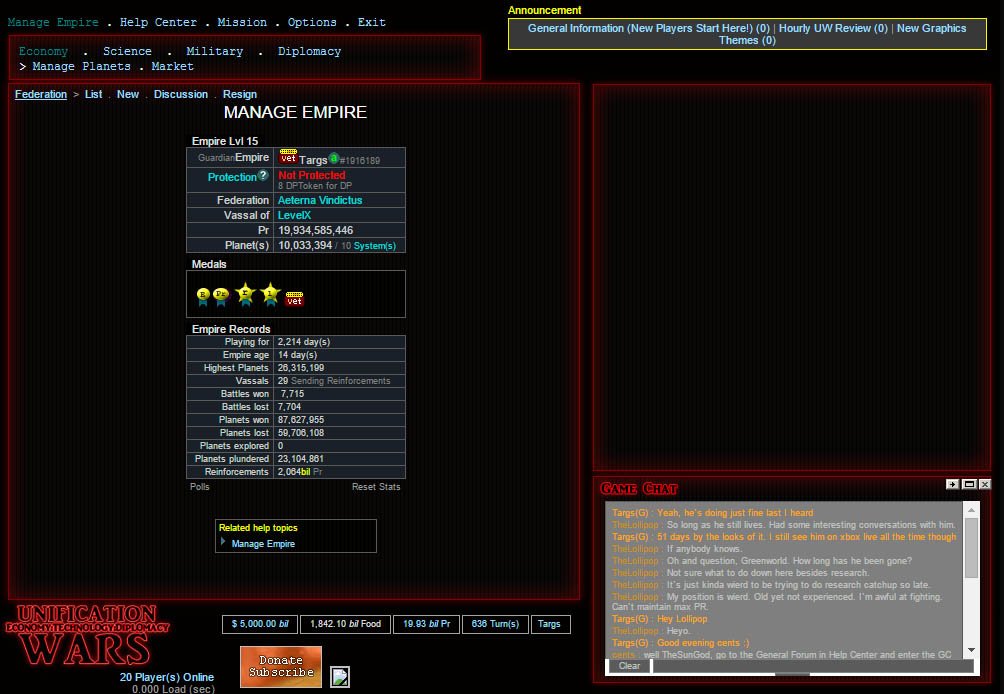 Manage Empire . Help Center . Mission . Options . Exit
Economy . Science . Military . Diplomacy
> Manage Planets . Market
Announcement
General Information (New Players Start Here!) (0) | Hourly UW Review (0) | New Graphics
Themes (0)
Federation > List . New . Discussion . Resign
MANAGE EMPIRE
Empire Lvl 15
GuardianEmpire vet Targs a #1916189
Protection ? Not Protected
8 DPToken for DP
Federation Aeterna Vindictus
Vassal of LevelX
Pr 19,934,585,446
Planet(s) 10,033,394 / 10 System(s)
Medals
vet
Empire Records
Playing for 2,214 day(s)
Empire age 14 day(s)
Highest Planets 26,315,199
Vassals 29 Sending Reinforcements
Battles won 7,715
Battles lost 7,704
Planets won 87,627,955
Planets lost 59,706,108
Planets explored 0
Planets plundered 23,104,861
Reinforcements 2,064bil Pr
Polls Reset Stats
Related help topics
Manage Empire
Game Chat
Targs(G) : Yeah, he's doing just fine last I heard
TheLollipop : So long as he still lives. Had some interesting conversations with him.
Targs(G) : 51 days by the looks of it. I still see him on xbox live all the time though
TheLollipop : If anybody knows.
TheLollipop : Oh and question, Greenworld. How long has he been gone?
TheLollipop : Not sure what to do down here besides research.
TheLollipop : It's just kinda wierd to be trying to do research catchup so late.
TheLollipop : My position is wierd. Old yet not experienced. I'm awful at fighting.
Can't maintain max PR.
Targs(G) : Hey Lollipop
TheLollipop : Heyo.
Targs(G) : Good evening cents :)
cents : well TheSunGod, go to the General Forum in Help Center and enter the GC
Clear
UNIFICATION
ECONOMY:TECHNOLOGY:DIPLOMACY
WARS
$ 5,000.00 bil 1,842.10 bil Food 19.93 bil Pr 636 Turn(s) Targs
Donate
Subscribe
20 Player(s) Online
0.000 Load (sec)